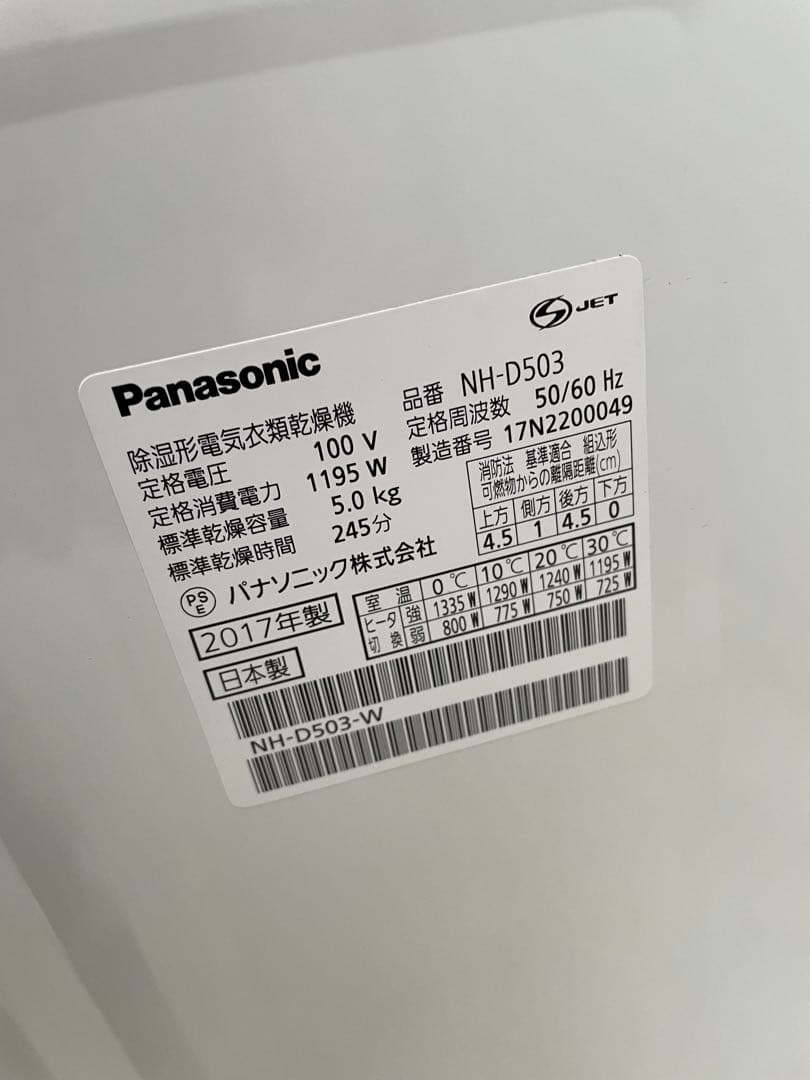 JET
Panasonic
品番 NH-D503
除湿形電気衣類乾燥機
定格周波数 50/60 Hz
定格電圧 100 V
製造番号 17N2200049
定格消費電力 1195 W
標準乾燥容量 5.0 kg
標準乾燥時間 245分
消防法 基準適合 組込形
可燃物からの離隔距離(cm)
上方 側方 後方 下方
4.5 1 4.5 0
PS
E
パナソニック株式会社
室温 0℃ 10℃ 20℃ 30℃
ヒータ 強 1335 W 1290 W 1240 W 1195 W
切換 弱 800 W 775 W 750 W 725 W
2017年製
日本製
NH-D503-W